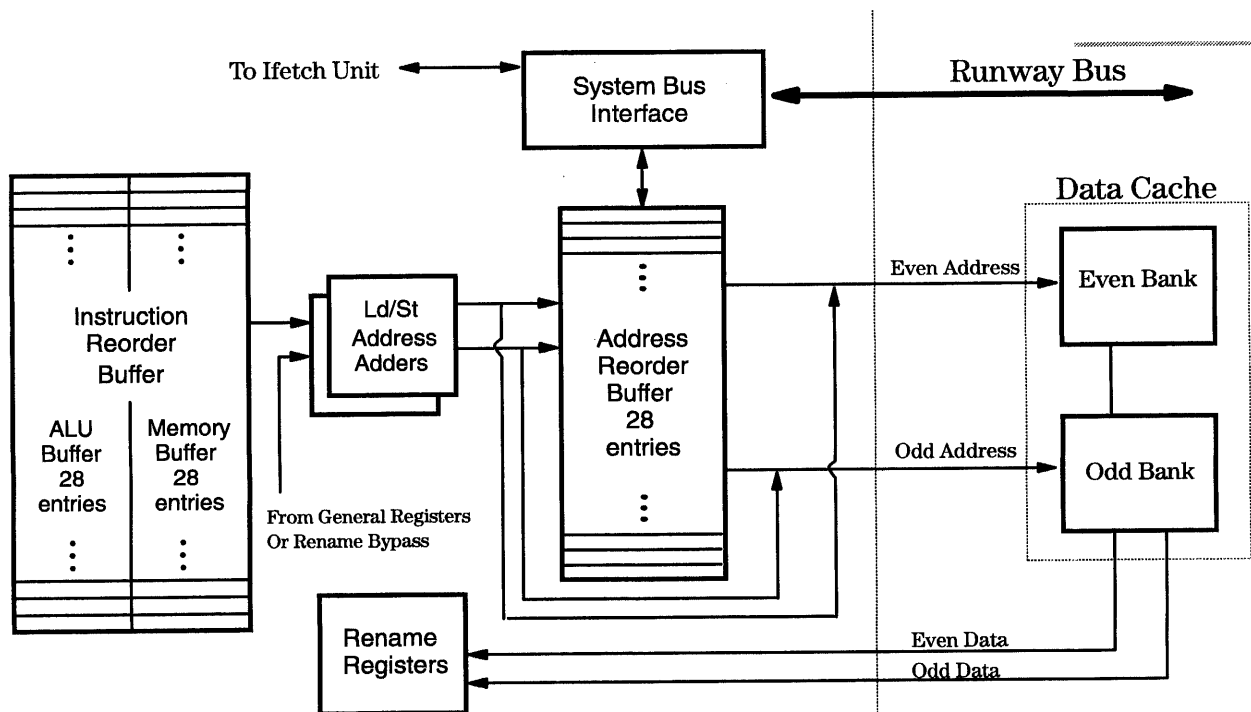 To Ifetch Unit
System Bus
Interface
Runway Bus
Data Cache
Even Bank
Odd Bank
Even Address
Odd Address
Instruction
Reorder
Buffer
ALU
Buffer
28
entries
Memory
Buffer
28
entries
Ld/St
Address
Adders
From General Registers
Or Rename Bypass
Address
Reorder
Buffer
28
entries
Rename
Registers
Even Data
Odd Data